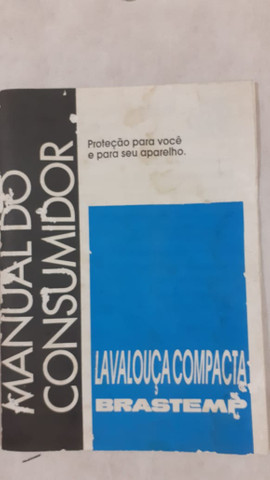 MANUAL DO
CONSUMIDOR
Proteção para você
e para seu aparelho.
LAVALOUÇA COMPACTA
BRASTEMP